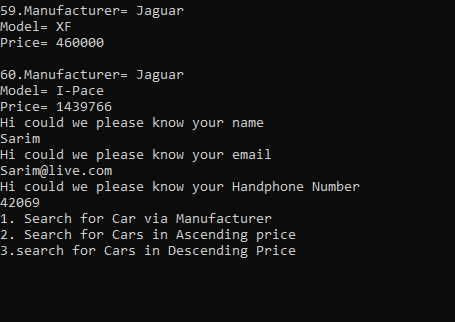 59.Manufacturer= Jaguar
Model= XF
Price= 460000

60.Manufacturer= Jaguar
Model= I-Pace
Price= 1439766
Hi could we please know your name
Sarim
Hi could we please know your email
Sarim@live.com
Hi could we please know your Handphone Number
42069
1. Search for Car via Manufacturer
2. Search for Cars in Ascending price
3.search for Cars in Descending Price